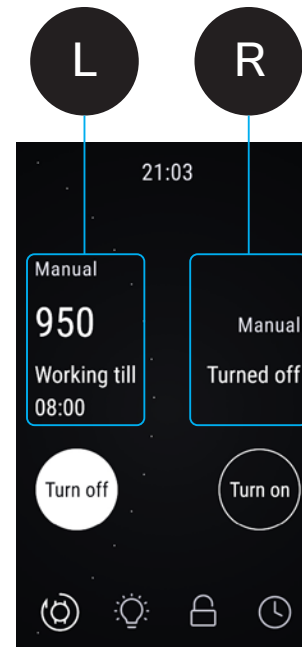 L
R
21:03
Manual
950
Working till
08:00
Manual
Turned off
Turn off
Turn on